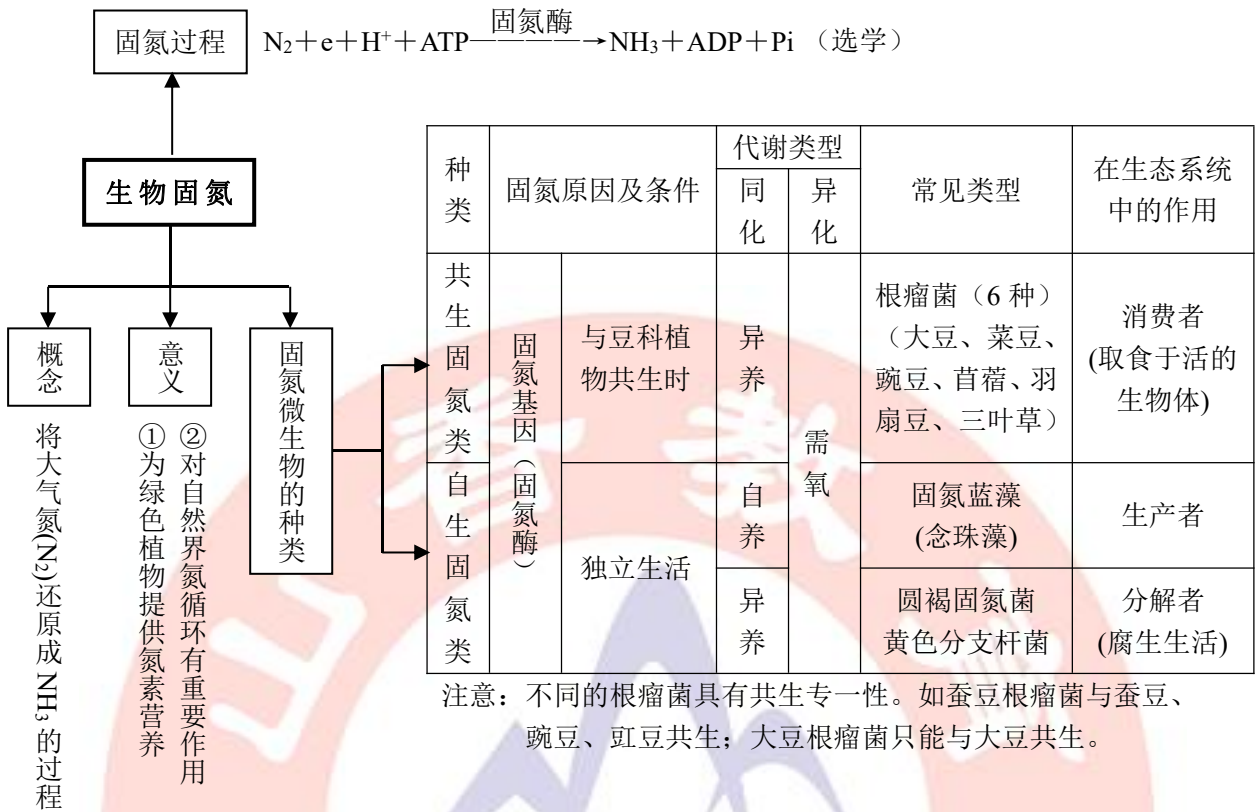 固氮过程 N₂＋e＋H⁺＋ATP 固氮酶→NH₃＋ADP＋Pi （选学）
生物固氮
概念
将大气氮(N₂)还原成 NH₃ 的过程
意义
①为绿色植物提供氮素营养
②对自然界氮循环有重要作用
固氮微生物的种类
种类 固氮原因及条件 代谢类型 常见类型 在生态系统中的作用
同化 异化
共生固氮类 固氮基因（固氮酶） 与豆科植物共生时 异养 需氧
根瘤菌（6 种）
（大豆、菜豆、
豌豆、苜蓿、羽
扇豆、三叶草）
消费者
(取食于活的
生物体)
自生固氮类 独立生活
自养
固氮蓝藻
(念珠藻)
生产者
异养
圆褐固氮菌
黄色分支杆菌
分解者
(腐生生活)
注意：不同的根瘤菌具有共生专一性。如蚕豆根瘤菌与蚕豆、
豌豆、豇豆共生；大豆根瘤菌只能与大豆共生。